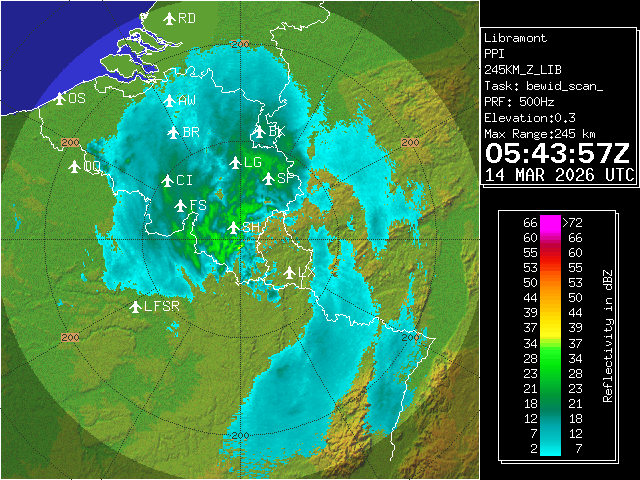 Libramont
PPI
245KM_Z_LIB
Task: bewid_scan_
PRF: 500Hz
Elevation:0.3
Max Range:245 km
05:43:57Z
14 MAR 2026 UTC
RD
200
OS
AW
BR
BK
200
200
OO
LG
CI
SP
FS
SH
LX
LFSR
200
200
200
66 >72
60 66
55 60
53 55
50 53
44 50
39 44
37 39
34 37
28 34
23 28
21 23
18 21
12 18
7 12
2 7
Reflectivity in dBZ